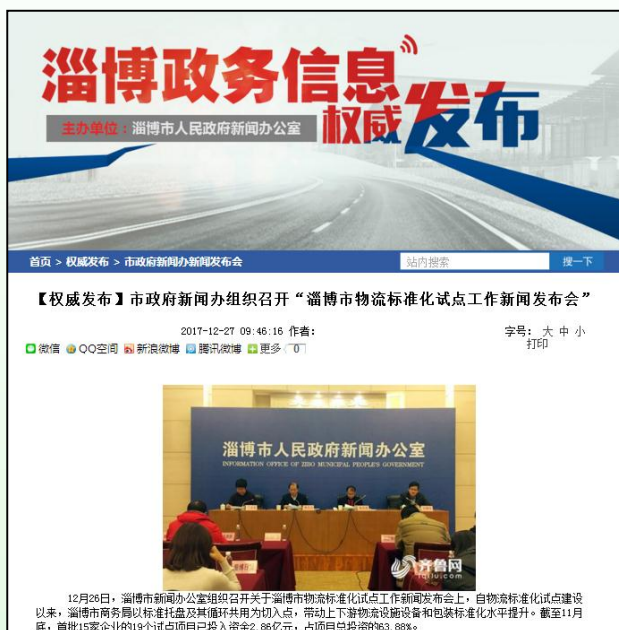 淄博政务信息
权威发布
主办单位：淄博市人民政府新闻办公室
首页 > 权威发布 > 市政府新闻办新闻发布会
站内搜索
搜一下
【权威发布】市政府新闻办组织召开“淄博市物流标准化试点工作新闻发布会”
2017-12-27 09:46:16 作者：
字号： 大 中 小
打印
微信 QQ空间 新浪微博 腾讯微博 更多 0
淄博市人民政府新闻办公室
INFORMATION OFFICE OF ZIBO MUNICIPAL PEOPLE'S GOVERNMENT
齐鲁网
iqilu.com
12月26日，淄博市新闻办公室组织召开关于淄博市物流标准化试点工作新闻发布会上，自物流标准化试点建设
以来，淄博市商务局以标准托盘及其循环共用为切入点，带动上下游物流设施设备和包装标准化水平提升。截至11月
底，首批15家企业的19个试点项目已投入资金2.86亿元，占项目总投资的63.88%。